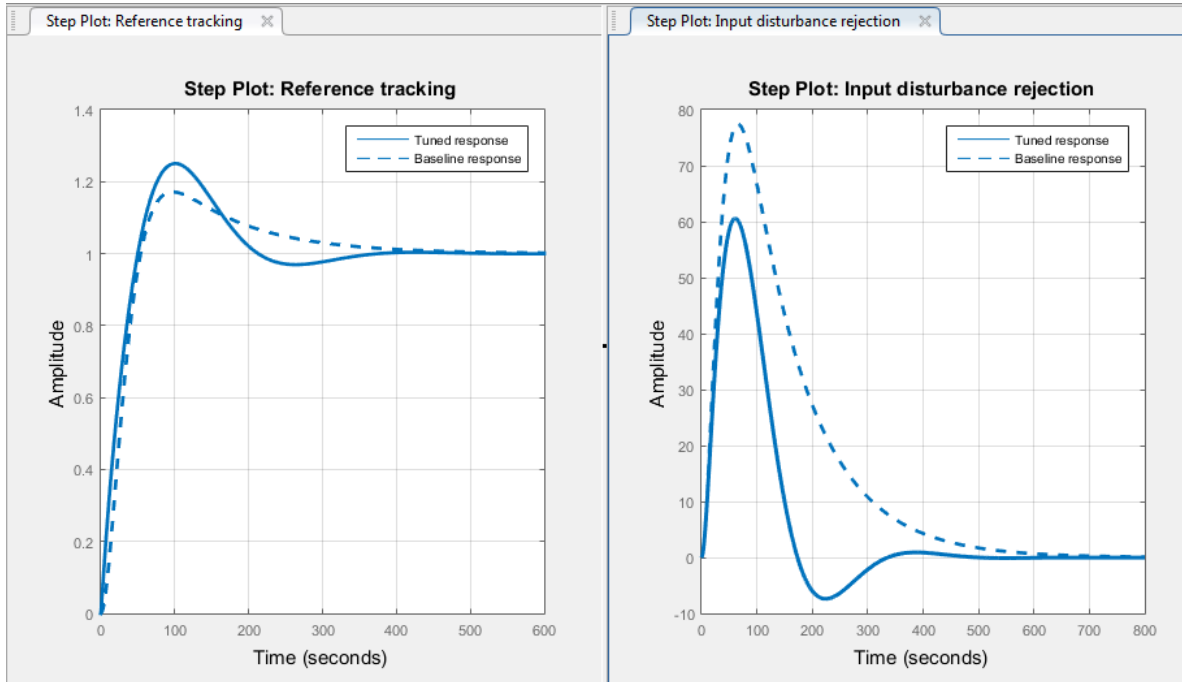 Step Plot: Reference tracking
Step Plot: Reference tracking
Tuned response
Baseline response
1.4
1.2
1
0.8
0.6
0.4
0.2
0
Amplitude
0 100 200 300 400 500 600
Time (seconds)
Step Plot: Input disturbance rejection
Step Plot: Input disturbance rejection
Tuned response
Baseline response
80
70
60
50
40
30
20
10
0
-10
Amplitude
0 100 200 300 400 500 600 700 800
Time (seconds)